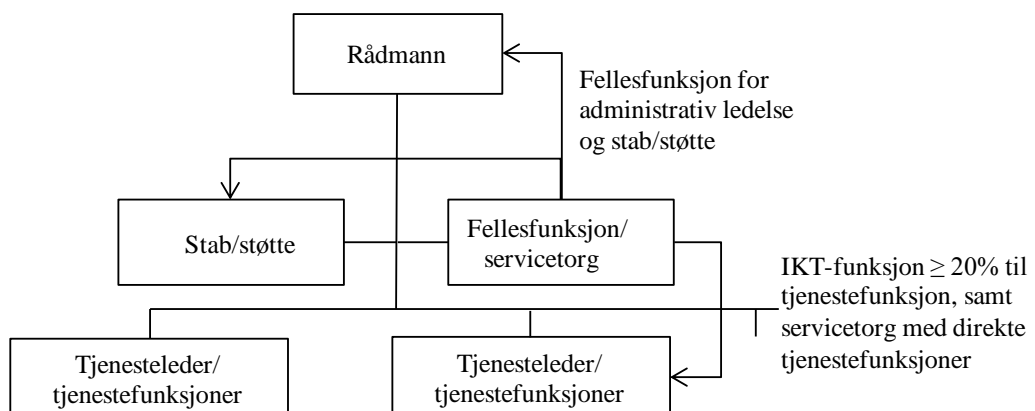 Rådmann
Fellesfunksjon for
administrativ ledelse
og stab/støtte
Stab/støtte
Fellesfunksjon/
servicetorg
IKT-funksjon ≥ 20% til
tjenestefunksjon, samt
servicetorg med direkte
tjenestefunksjoner
Tjenesteleder/
tjenestefunksjoner
Tjenesteleder/
tjenestefunksjoner